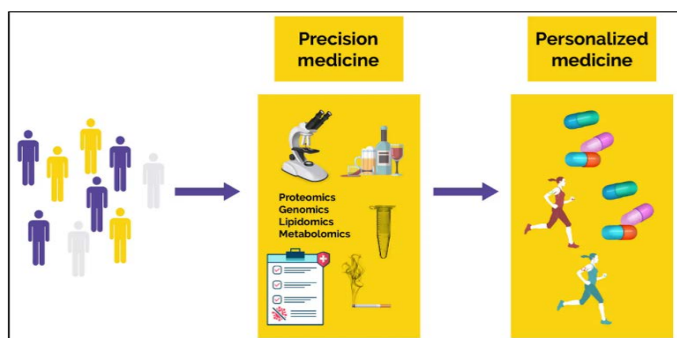 Precision
medicine
Personalized
medicine
Proteomics
Genomics
Lipidomics
Metabolomics